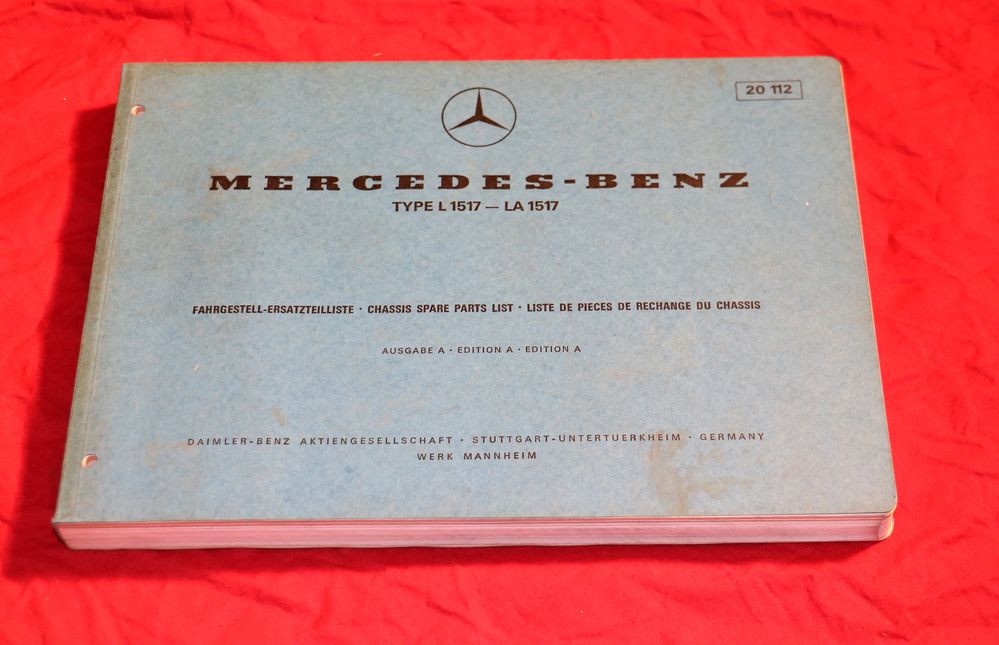 20 112
MERCEDES-BENZ
TYPE L 1517 — LA 1517
FAHRGESTELL-ERSATZTEILLISTE · CHASSIS SPARE PARTS LIST · LISTE DE PIECES DE RECHANGE DU CHASSIS
AUSGABE A · EDITION A · EDITION A
DAIMLER-BENZ AKTIENGESELLSCHAFT · STUTTGART-UNTERTUERKHEIM · GERMANY
WERK MANNHEIM